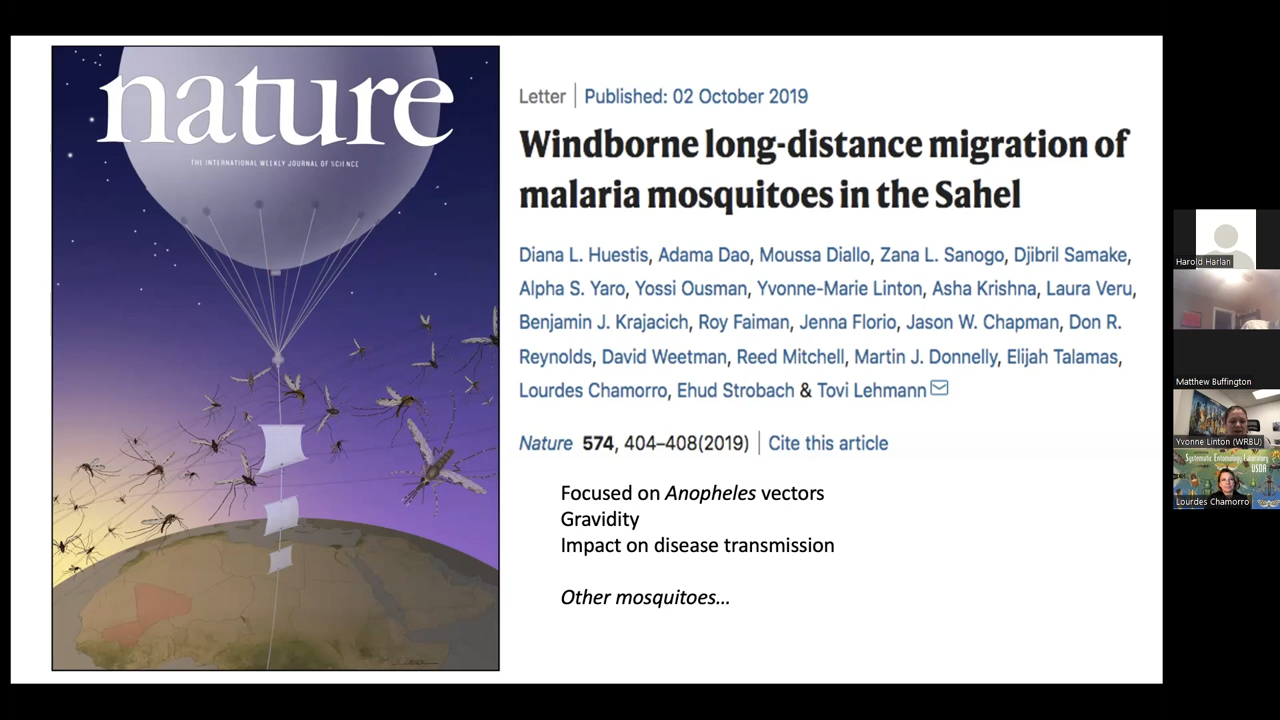 nature
THE INTERNATIONAL WEEKLY JOURNAL OF SCIENCE
Letter | Published: 02 October 2019
Windborne long-distance migration of
malaria mosquitoes in the Sahel
Diana L. Huestis, Adama Dao, Moussa Diallo, Zana L. Sanogo, Djibril Samake,
Alpha S. Yaro, Yossi Ousman, Yvonne-Marie Linton, Asha Krishna, Laura Veru,
Benjamin J. Krajacich, Roy Faiman, Jenna Florio, Jason W. Chapman, Don R.
Reynolds, David Weetman, Reed Mitchell, Martin J. Donnelly, Elijah Talamas,
Lourdes Chamorro, Ehud Strobach & Tovi Lehmann
Nature 574, 404–408(2019) | Cite this article
Focused on Anopheles vectors
Gravidity
Impact on disease transmission
Other mosquitoes...
Harold Harlan
Matthew Buffington
Yvonne Linton (WRBU)
Systematic Entomology Laboratory
USDA
Lourdes Chamorro